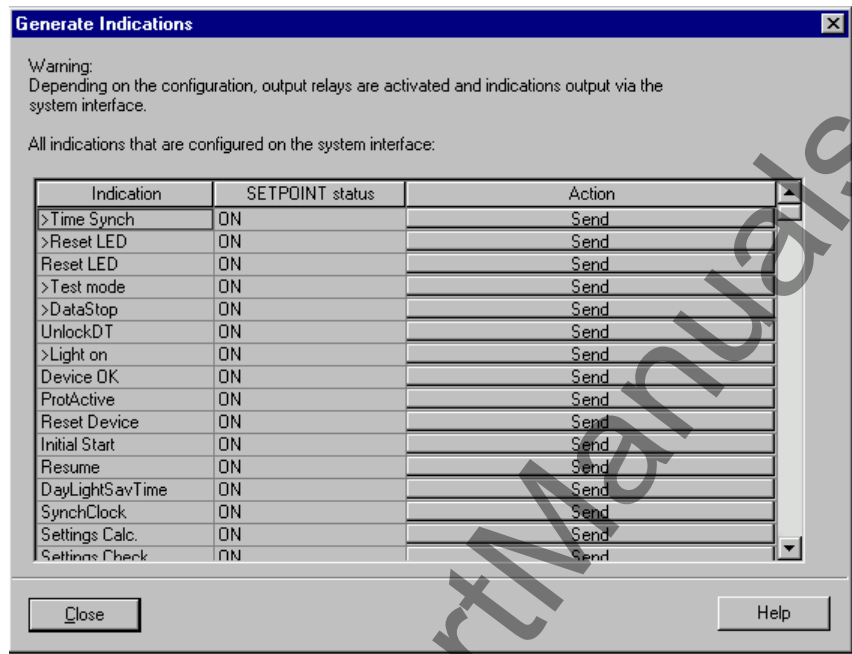 Generate Indications
Warning:
Depending on the configuration, output relays are activated and indications output via the
system interface.
All indications that are configured on the system interface:
Indication SETPOINT status Action
>Time Synch ON Send
>Reset LED ON Send
Reset LED ON Send
>Test mode ON Send
>DataStop ON Send
UnlockDT ON Send
>Light on ON Send
Device OK ON Send
ProtActive ON Send
Reset Device ON Send
Initial Start ON Send
Resume ON Send
DayLightSavTime ON Send
SynchClock ON Send
Settings Calc. ON Send
Settings Check ON Send
Close Help
rtManuals